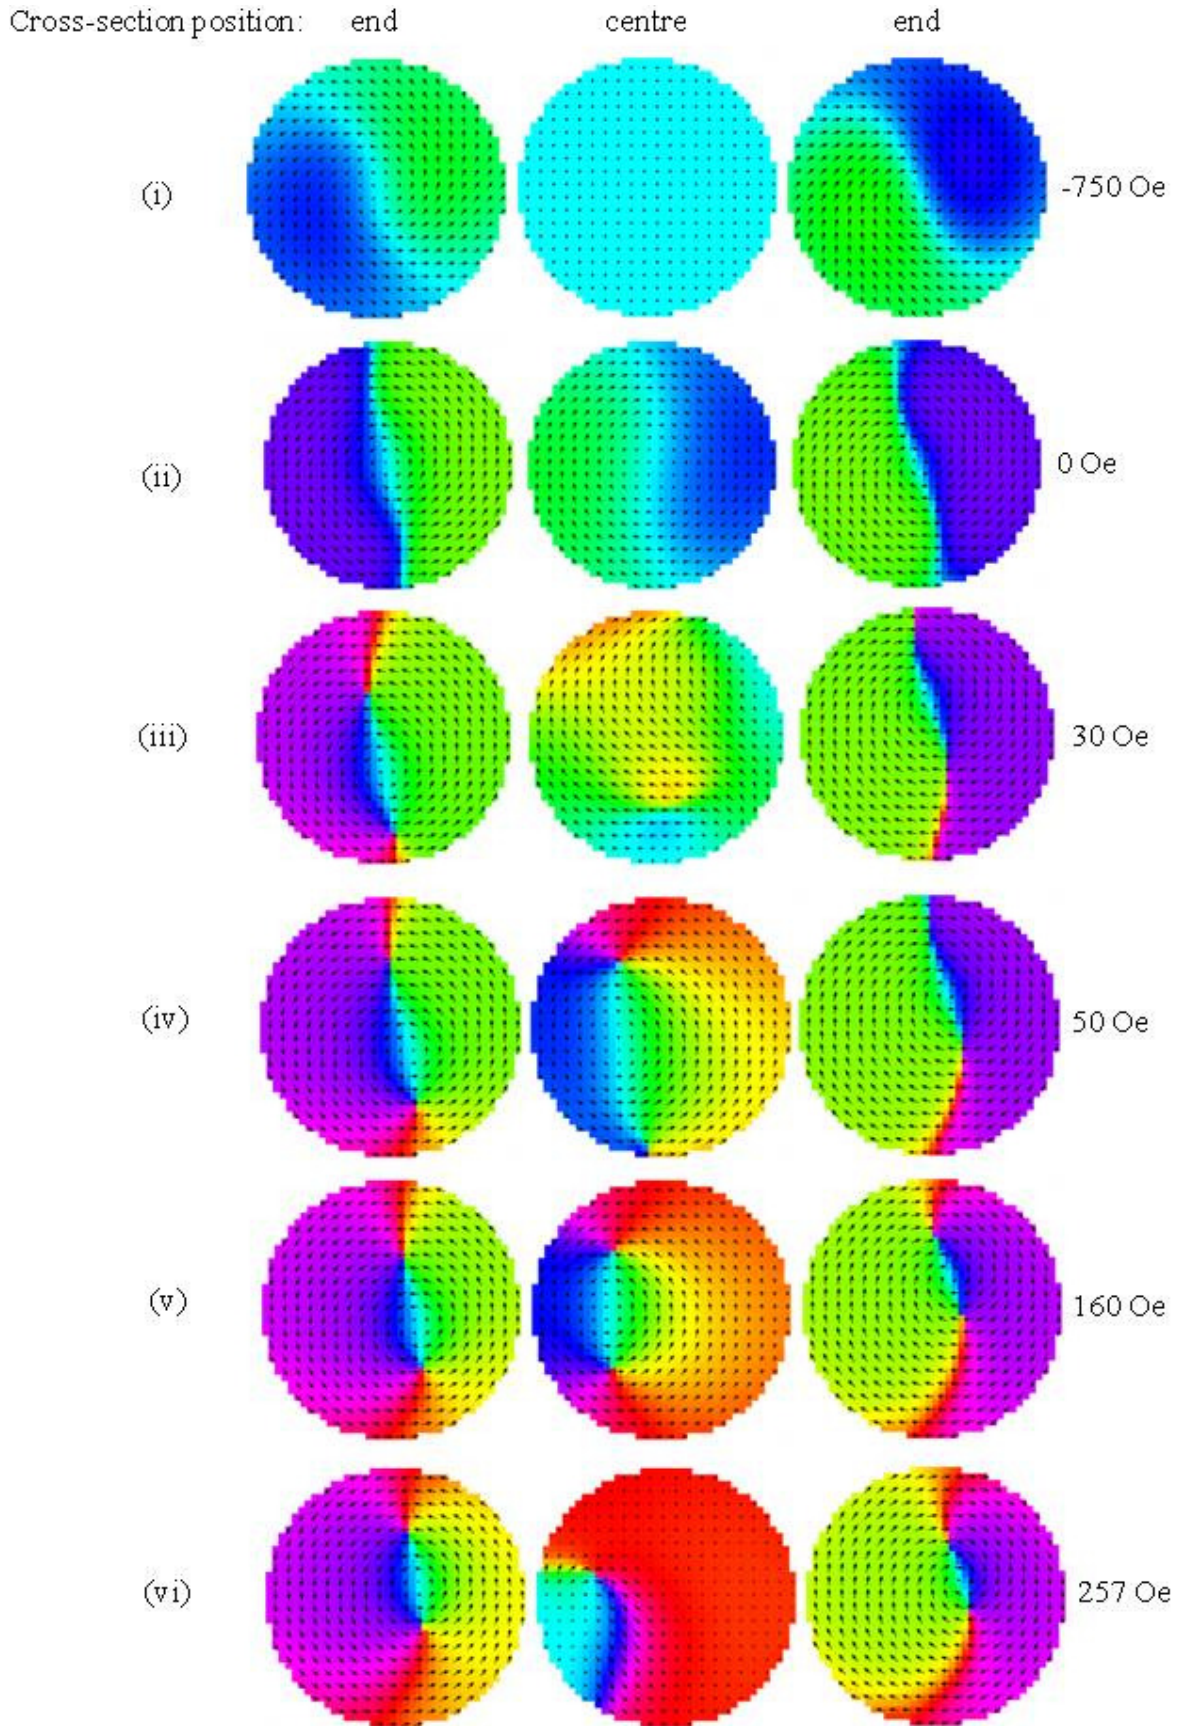 Cross-section position: end centre end
(i) -750 Oe
(ii) 0 Oe
(iii) 30 Oe
(iv) 50 Oe
(v) 160 Oe
(vi) 257 Oe